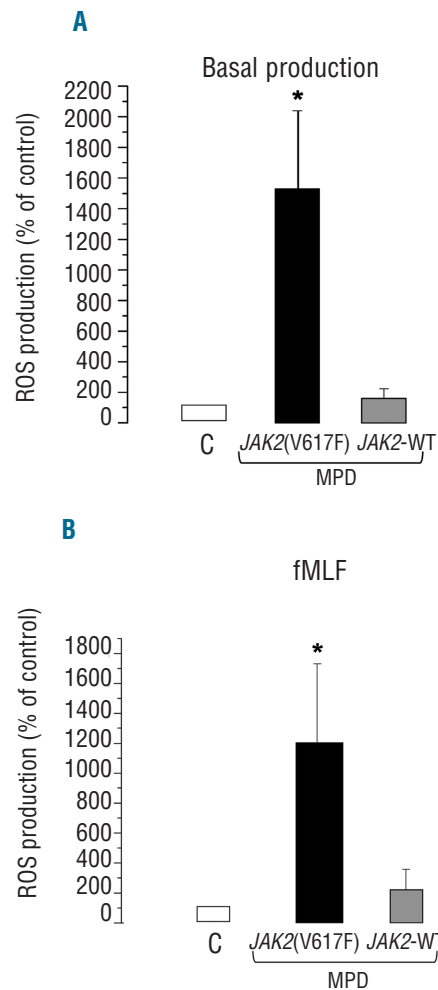 A
Basal production
*
2200
2000
1800
1600
1400
1200
1000
800
600
400
200
0
ROS production (% of control)
C JAK2(V617F) JAK2-WT
MPD
B
fMLF
*
1800
1600
1400
1200
1000
800
600
400
200
0
ROS production (% of control)
C JAK2(V617F) JAK2-WT
MPD